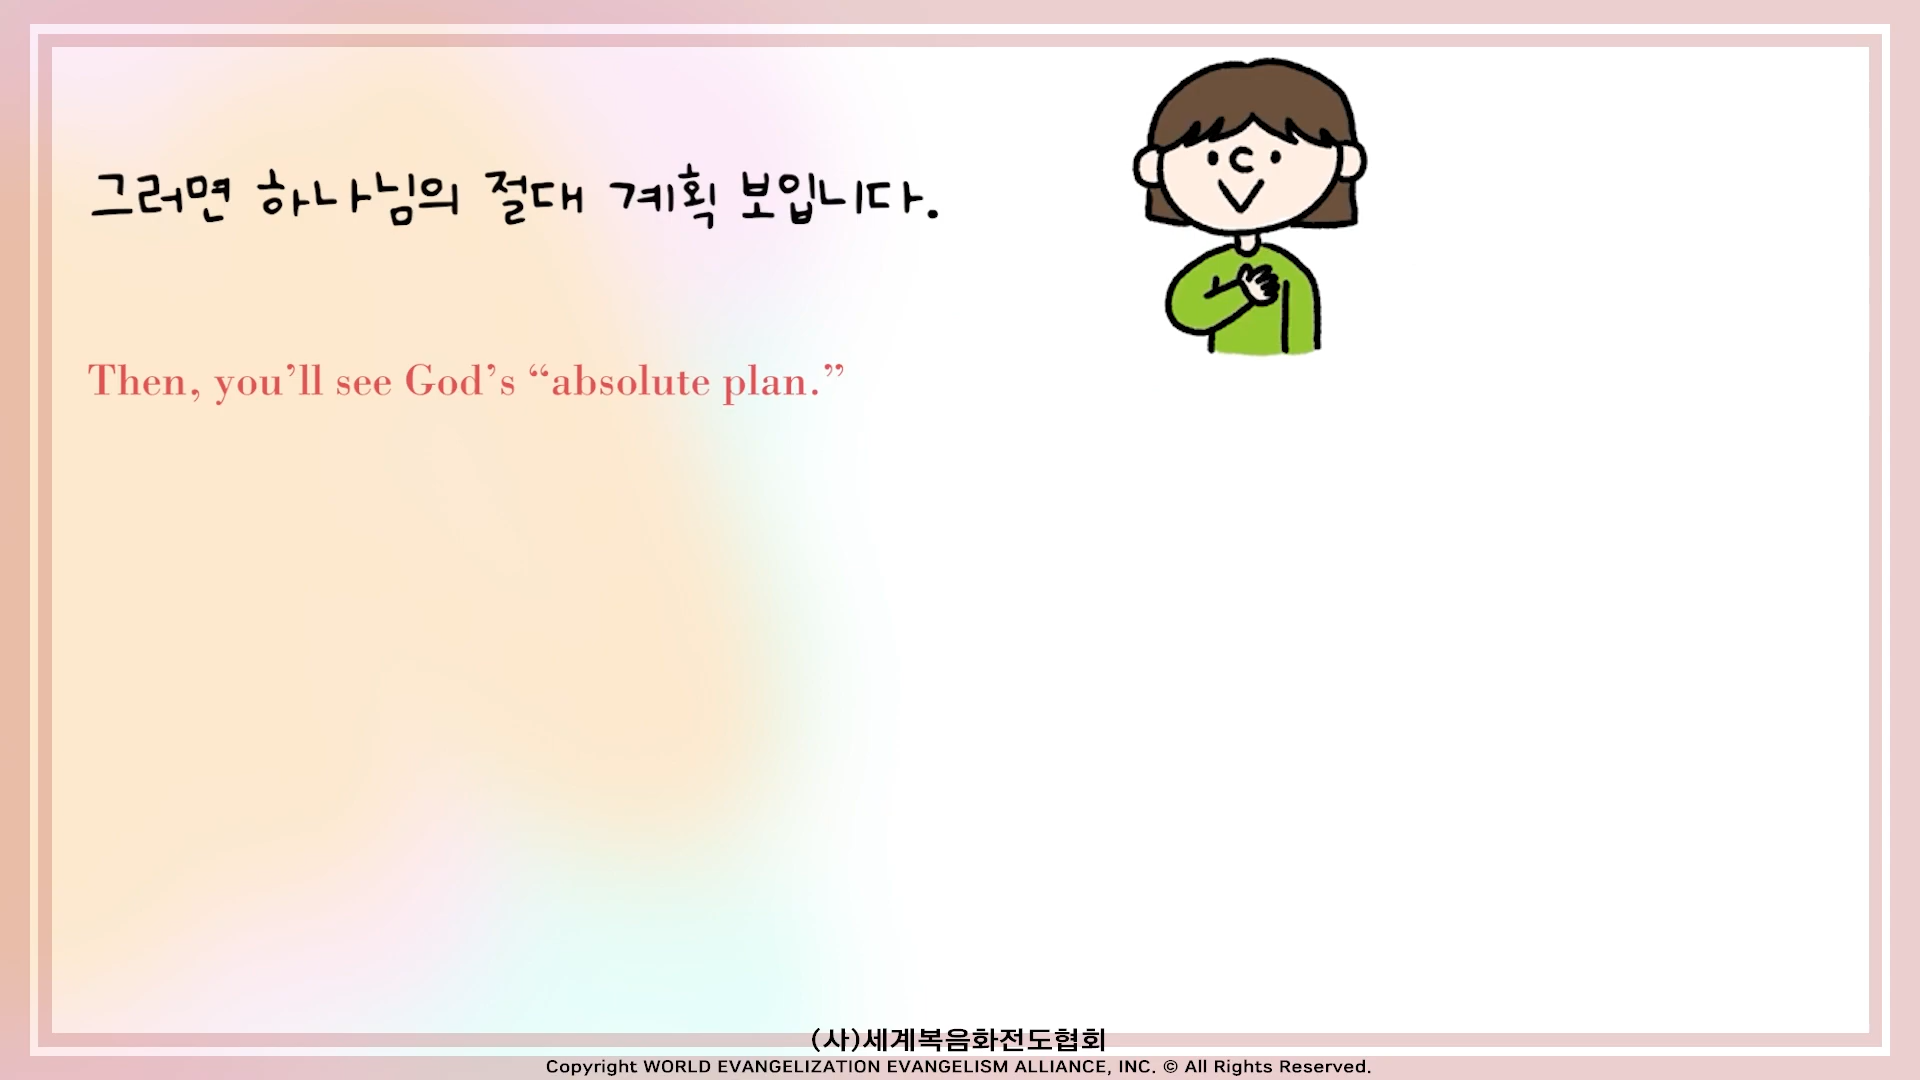 그러면 하나님의 절대 계획 보입니다.
Then, you’ll see God’s “absolute plan.”
(사)세계복음화전도협회
Copyright WORLD EVANGELIZATION EVANGELISM ALLIANCE, INC. © All Rights Reserved.